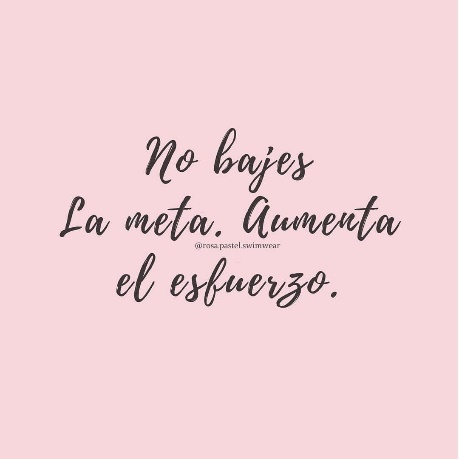 No bajes
La meta. Aumenta
@rosa.pastel.swimwear
el esfuerzo.